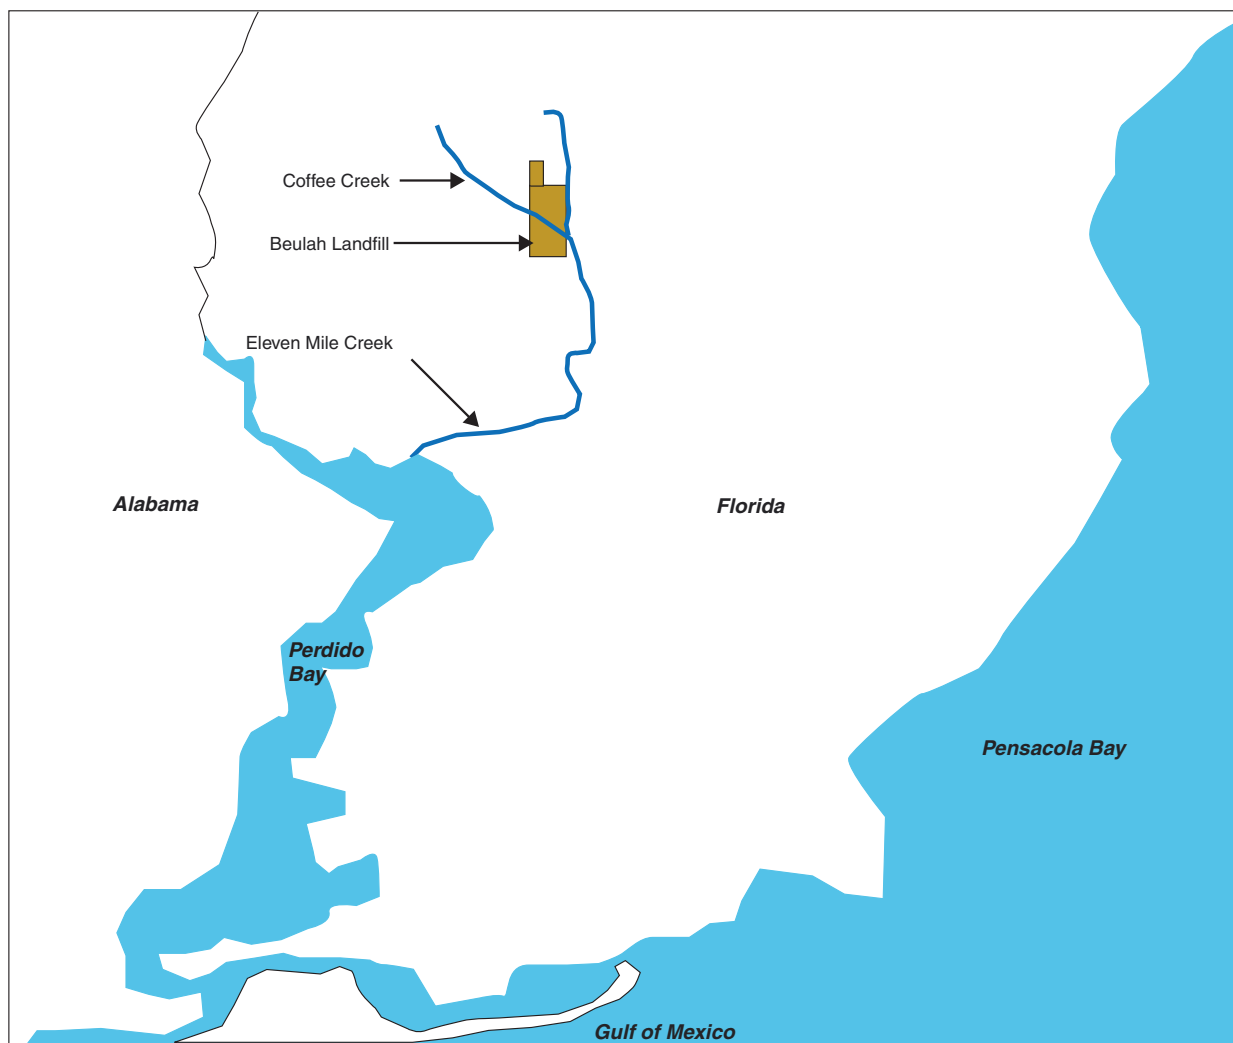 Coffee Creek
Beulah Landfill
Eleven Mile Creek
Alabama
Florida
Perdido
Bay
Pensacola Bay
Gulf of Mexico